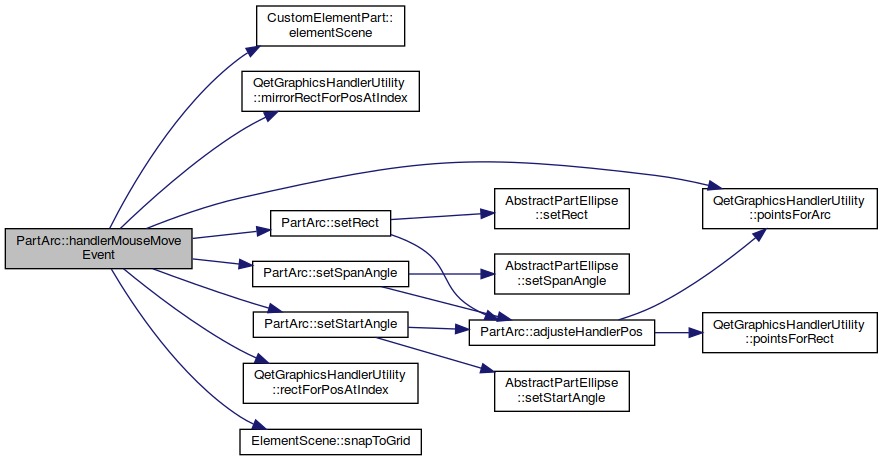 CustomElementPart::
elementScene
QetGraphicsHandlerUtility
::mirrorRectForPosAtIndex
PartArc::handlerMouseMove
Event
PartArc::setRect
PartArc::setSpanAngle
PartArc::setStartAngle
QetGraphicsHandlerUtility
::rectForPosAtIndex
ElementScene::snapToGrid
AbstractPartEllipse
::setRect
AbstractPartEllipse
::setSpanAngle
PartArc::adjusteHandlerPos
AbstractPartEllipse
::setStartAngle
QetGraphicsHandlerUtility
::pointsForArc
QetGraphicsHandlerUtility
::pointsForRect